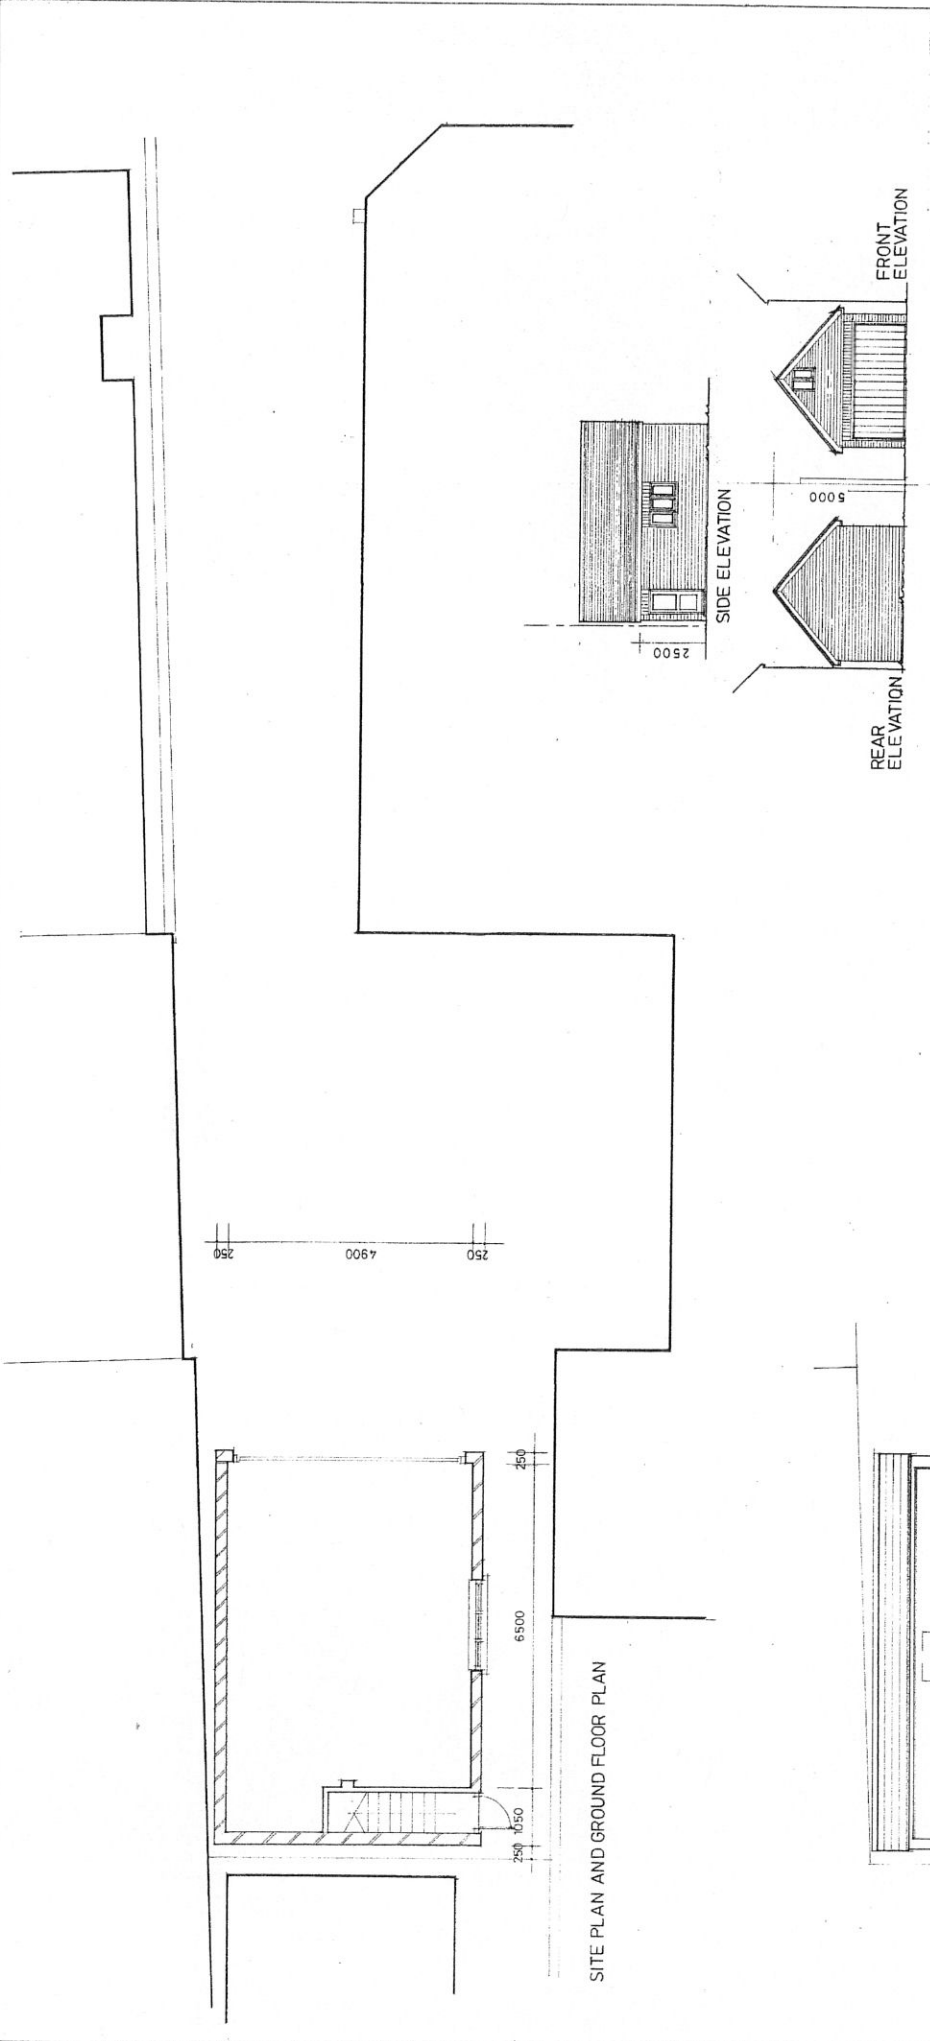 SITE PLAN AND GROUND FLOOR PLAN
250
1050
6500
250
250
4900
250
SIDE ELEVATION
2500
REAR
ELEVATION
5000
FRONT
ELEVATION